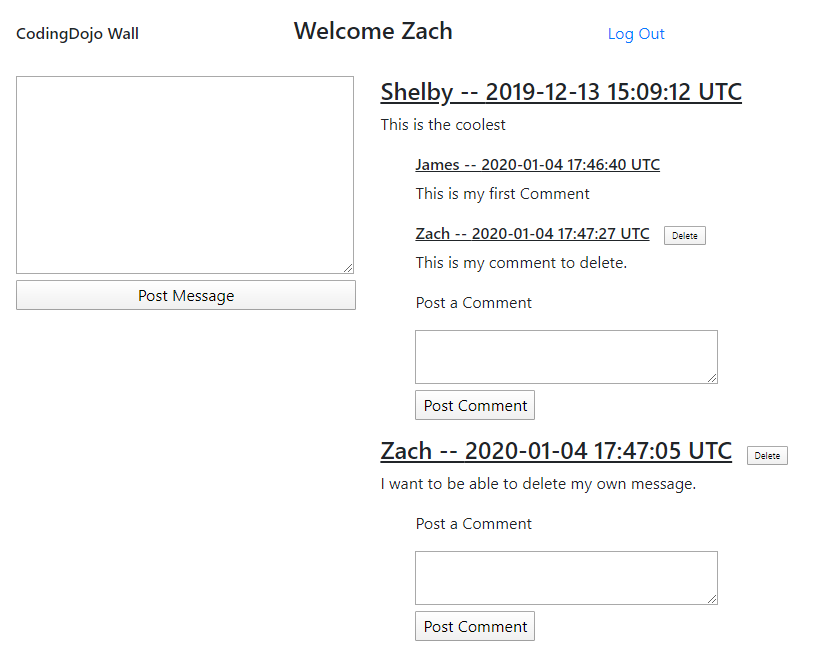 CodingDojo Wall
Welcome Zach
Log Out
Post Message
Shelby -- 2019-12-13 15:09:12 UTC
This is the coolest
James -- 2020-01-04 17:46:40 UTC
This is my first Comment
Zach -- 2020-01-04 17:47:27 UTC Delete
This is my comment to delete.
Post a Comment
Post Comment
Zach -- 2020-01-04 17:47:05 UTC Delete
I want to be able to delete my own message.
Post a Comment
Post Comment